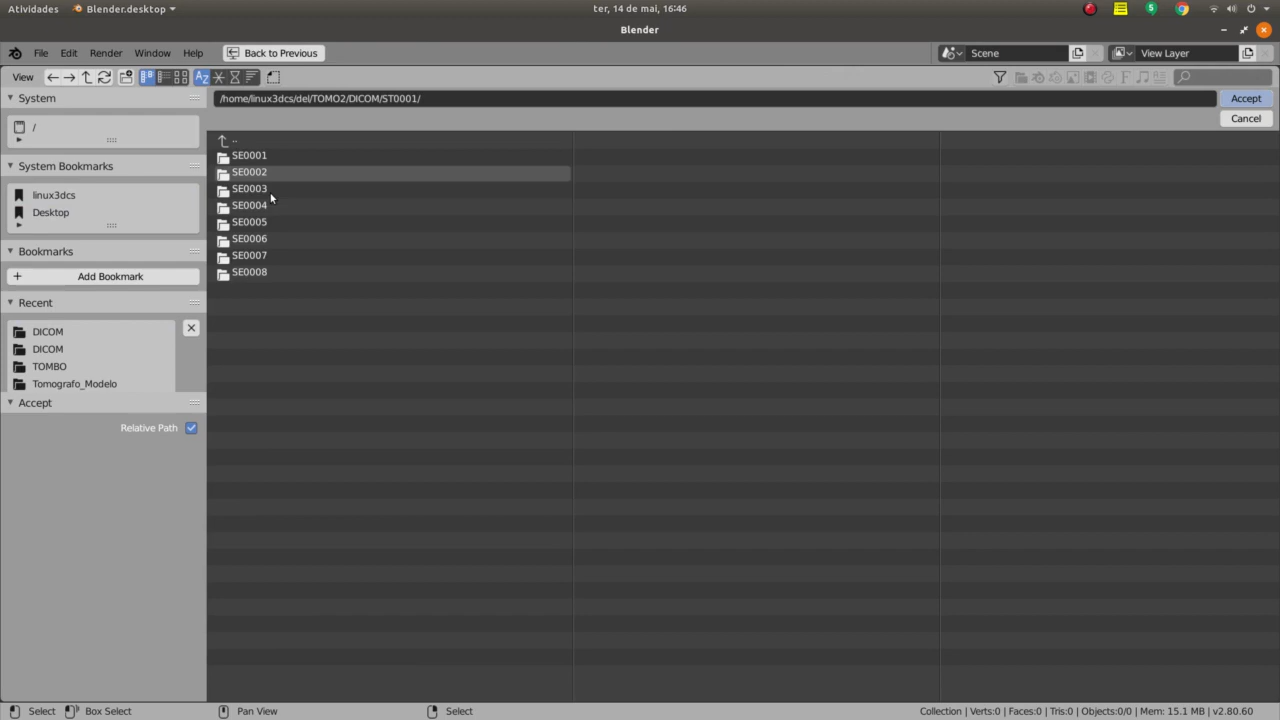 Atividades Blender.desktop ter, 14 de mai, 16:46
Blender
File Edit Render Window Help Back to Previous Scene View Layer
View
System /home/linux3dcs/del/TOMO2/DICOM/ST0001/ Accept
Cancel
/
..
SE0001
System Bookmarks SE0002
SE0003
linux3dcs SE0004
Desktop SE0005
SE0006
Bookmarks SE0007
Add Bookmark SE0008
Recent
DICOM
DICOM
TOMBO
Tomografo_Modelo
Accept
Relative Path
Select Box Select Pan View Select Collection | Verts:0 | Faces:0 | Tris:0 | Objects:0/0 | Mem: 15.1 MB | v2.80.60